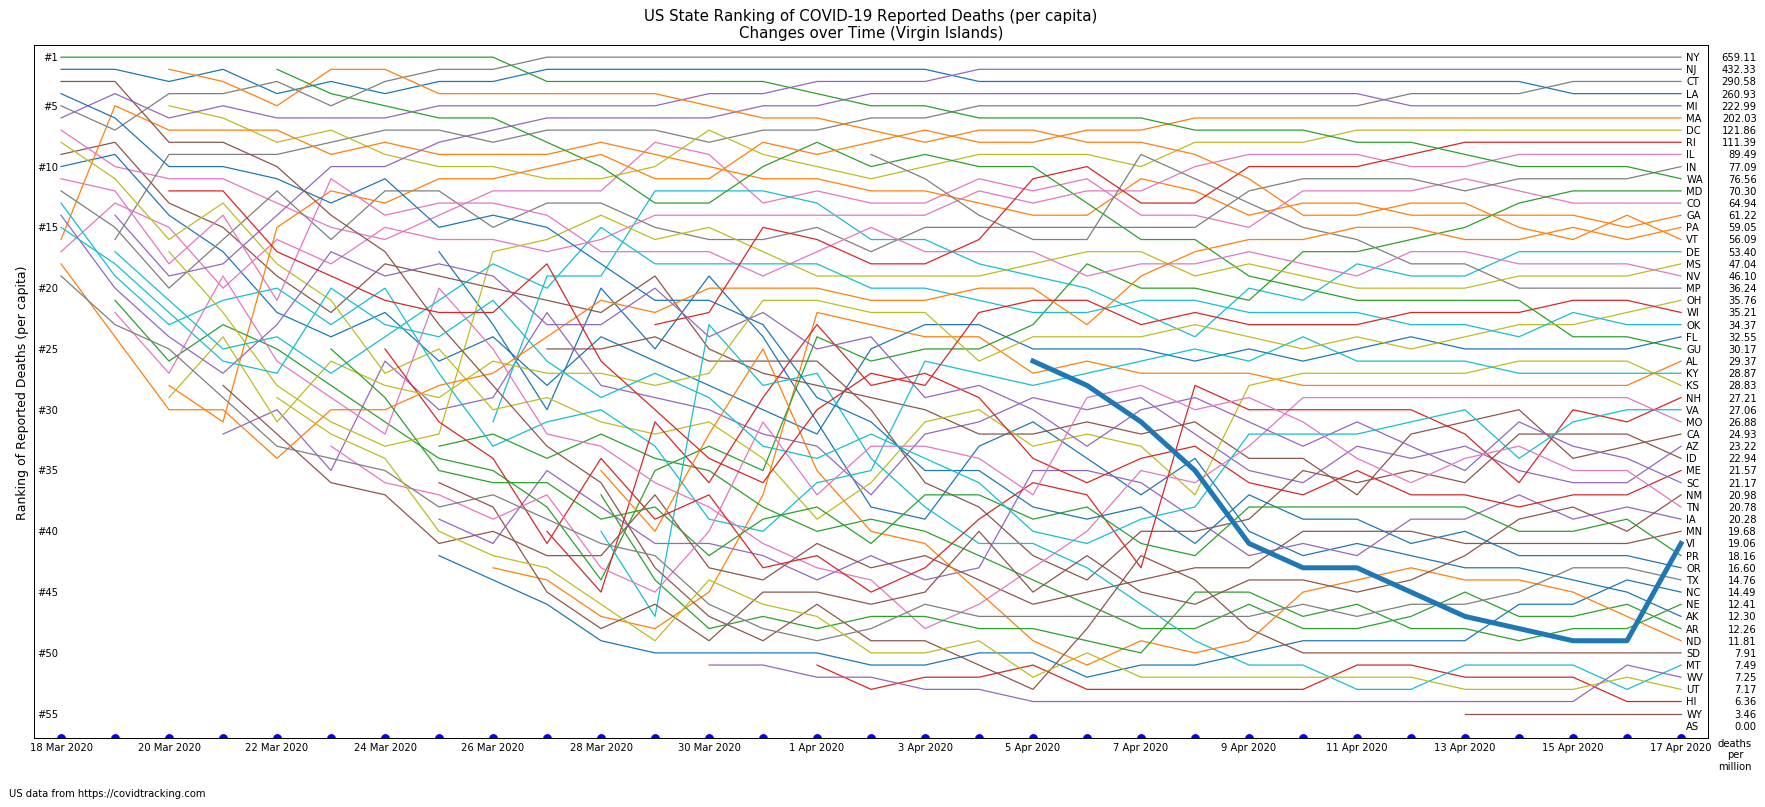 US State Ranking of COVID-19 Reported Deaths (per capita)
Changes over Time (Virgin Islands)
Ranking of Reported Deaths (per capita)
#1
#5
#10
#15
#20
#25
#30
#35
#40
#45
#50
#55
NY 659.11
NJ 432.33
CT 290.58
LA 260.93
MI 222.99
MA 202.03
DC 121.86
RI 111.39
IL 89.49
IN 77.09
WA 76.56
MD 70.30
CO 64.94
GA 61.22
PA 59.05
VT 56.09
DE 53.40
MS 47.04
NV 46.10
MP 36.24
OH 35.76
WI 35.21
OK 34.37
FL 32.55
GU 30.17
AL 29.37
KY 28.87
KS 28.83
NH 27.21
VA 27.06
MO 26.88
CA 24.93
AZ 23.22
ID 22.94
ME 21.57
SC 21.17
NM 20.98
TN 20.78
IA 20.28
MN 19.68
VI 19.06
PR 18.16
OR 16.60
TX 14.76
NC 14.49
NE 12.41
AK 12.30
AR 12.26
ND 11.81
SD 7.91
MT 7.49
WV 7.25
UT 7.17
HI 6.36
WY 3.46
AS 0.00
18 Mar 2020 20 Mar 2020 22 Mar 2020 24 Mar 2020 26 Mar 2020 28 Mar 2020 30 Mar 2020 1 Apr 2020 3 Apr 2020 5 Apr 2020 7 Apr 2020 9 Apr 2020 11 Apr 2020 13 Apr 2020 15 Apr 2020 17 Apr 2020
deaths
per
million
US data from https://covidtracking.com